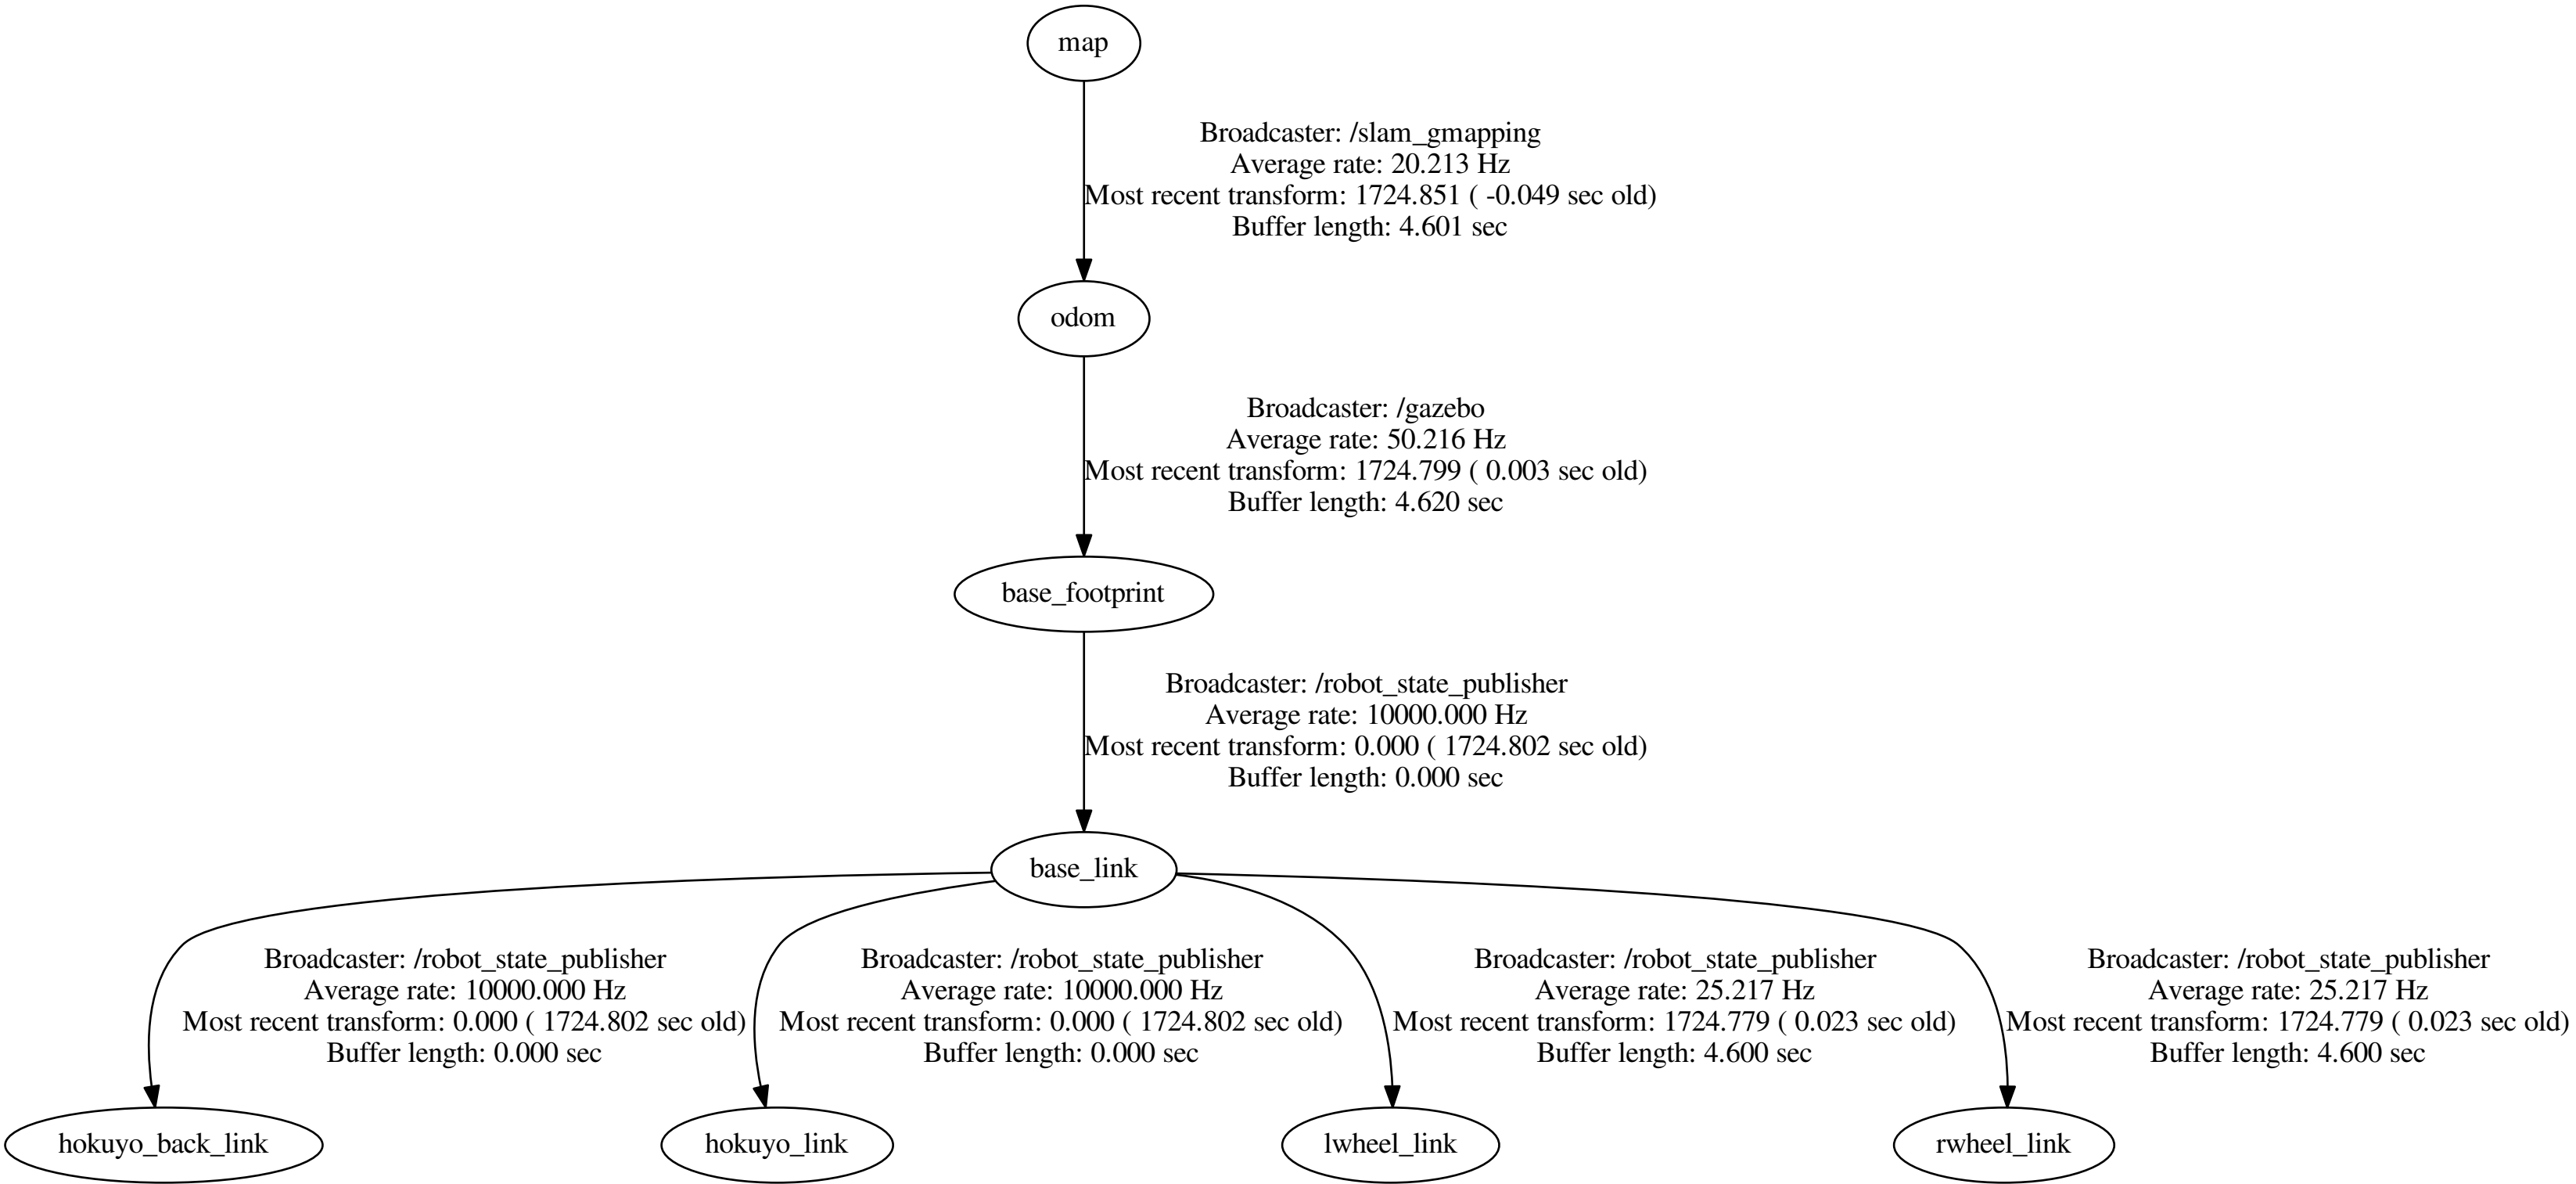 map
Broadcaster: /slam_gmapping
Average rate: 20.213 Hz
Most recent transform: 1724.851 ( -0.049 sec old)
Buffer length: 4.601 sec
odom
Broadcaster: /gazebo
Average rate: 50.216 Hz
Most recent transform: 1724.799 ( 0.003 sec old)
Buffer length: 4.620 sec
base_footprint
Broadcaster: /robot_state_publisher
Average rate: 10000.000 Hz
Most recent transform: 0.000 ( 1724.802 sec old)
Buffer length: 0.000 sec
base_link
Broadcaster: /robot_state_publisher
Average rate: 10000.000 Hz
Most recent transform: 0.000 ( 1724.802 sec old)
Buffer length: 0.000 sec
Broadcaster: /robot_state_publisher
Average rate: 10000.000 Hz
Most recent transform: 0.000 ( 1724.802 sec old)
Buffer length: 0.000 sec
Broadcaster: /robot_state_publisher
Average rate: 25.217 Hz
Most recent transform: 1724.779 ( 0.023 sec old)
Buffer length: 4.600 sec
Broadcaster: /robot_state_publisher
Average rate: 25.217 Hz
Most recent transform: 1724.779 ( 0.023 sec old)
Buffer length: 4.600 sec
hokuyo_back_link
hokuyo_link
lwheel_link
rwheel_link